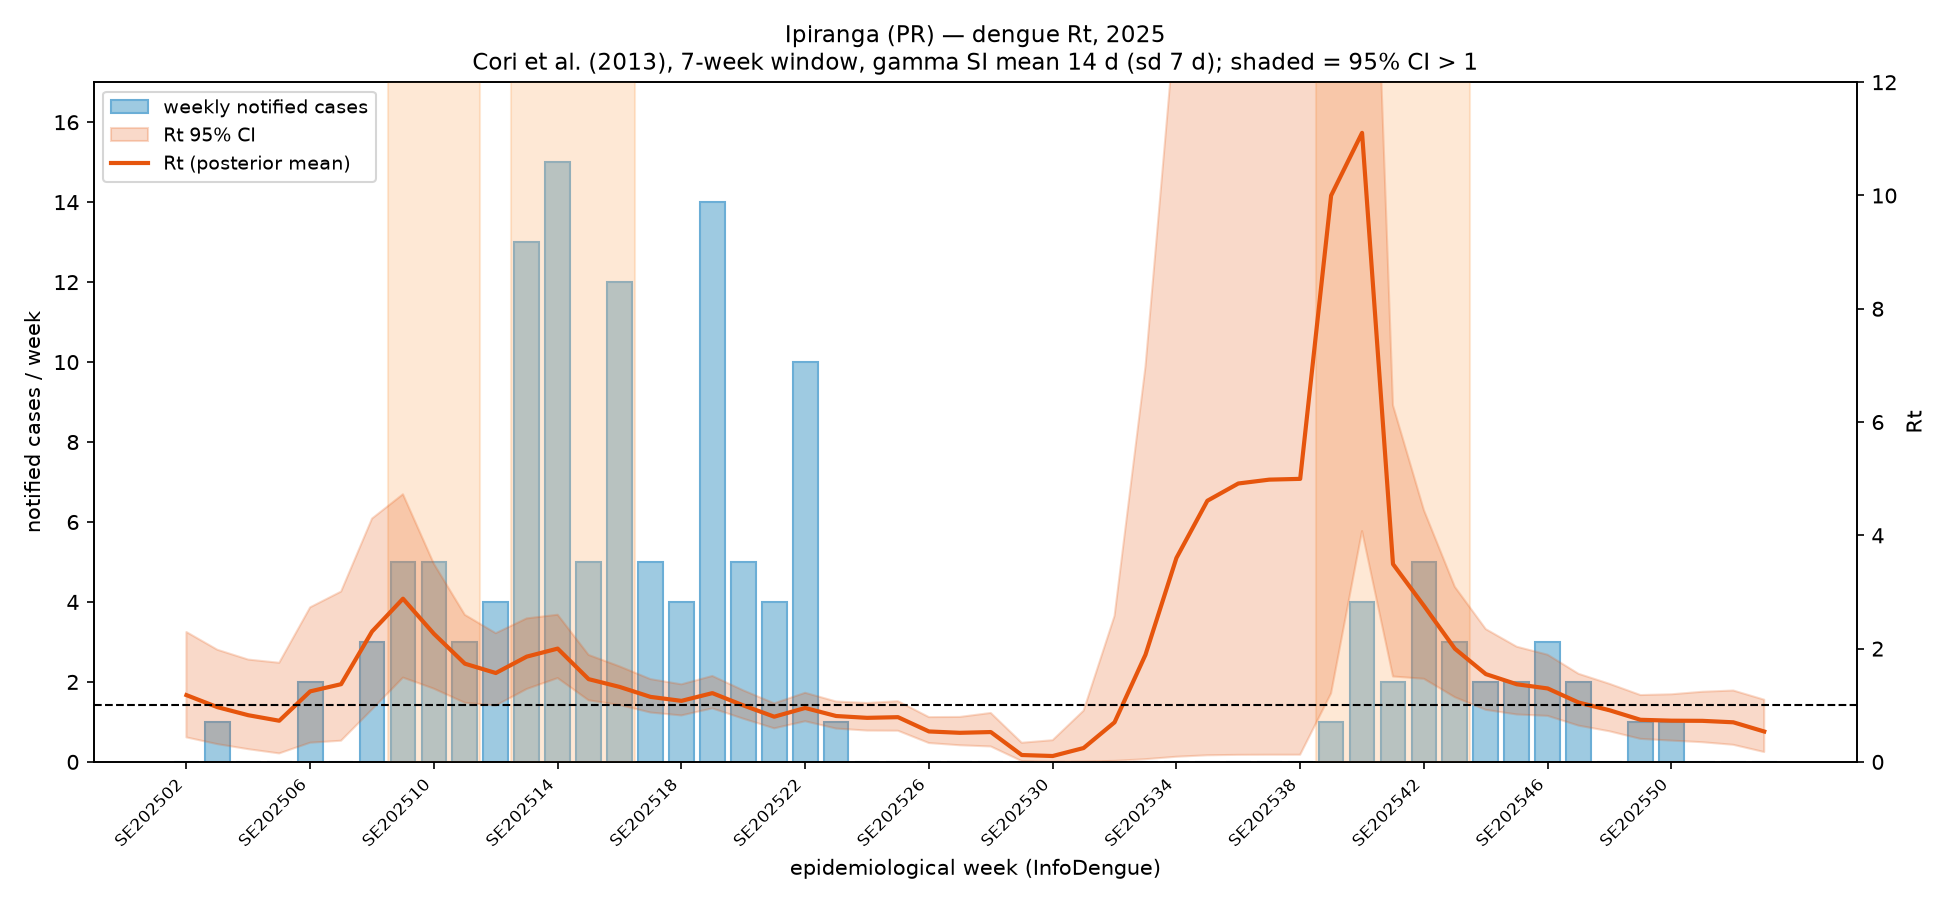 Ipiranga (PR) — dengue Rt, 2025
Cori et al. (2013), 7-week window, gamma SI mean 14 d (sd 7 d); shaded = 95% CI > 1
weekly notified cases
Rt 95% CI
Rt (posterior mean)
notified cases / week
16
14
12
10
8
6
4
2
0
12
10
8
6
4
2
0
Rt
SE202502
SE202506
SE202510
SE202514
SE202518
SE202522
SE202526
SE202530
SE202534
SE202538
SE202542
SE202546
SE202550
epidemiological week (InfoDengue)